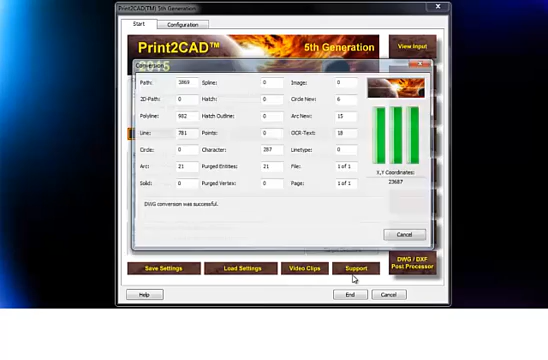 Print2CAD(TM) 5th Generation
Start Configuration
Print2CAD™ 5th Generation View Input
2015
Conversion
Path: 3869 Spline: 0 Image: 0
2D-Path: 0 Hatch: 0 Circle New: 6
Polyline: 982 Hatch Outline: 0 Arc New: 15
Line: 781 Points: 0 OCR-Text: 18
Circle: 0 Character: 287 Linetype: 0
Arc: 21 Purged Entities: 21 File: 1 of 1
Solid: 0 Purged Vertex: 0 Page: 1 of 1
X,Y Coordinates:
23687
DWG conversion was successful.
Cancel
Save Settings Load Settings Video Clips Support
DWG / DXF
Post Processor
Help End Cancel